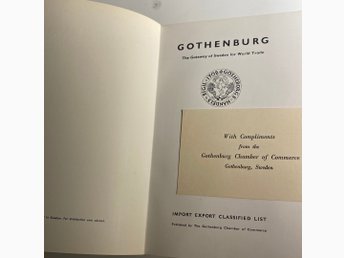 GOTHENBURG
The Gateway of Sweden for World Trade
With Compliments
from the
Gothenburg Chamber of Commerce
Gothenburg, Sweden
IMPORT EXPORT CLASSIFIED LIST
Published by The Gothenburg Chamber of Commerce